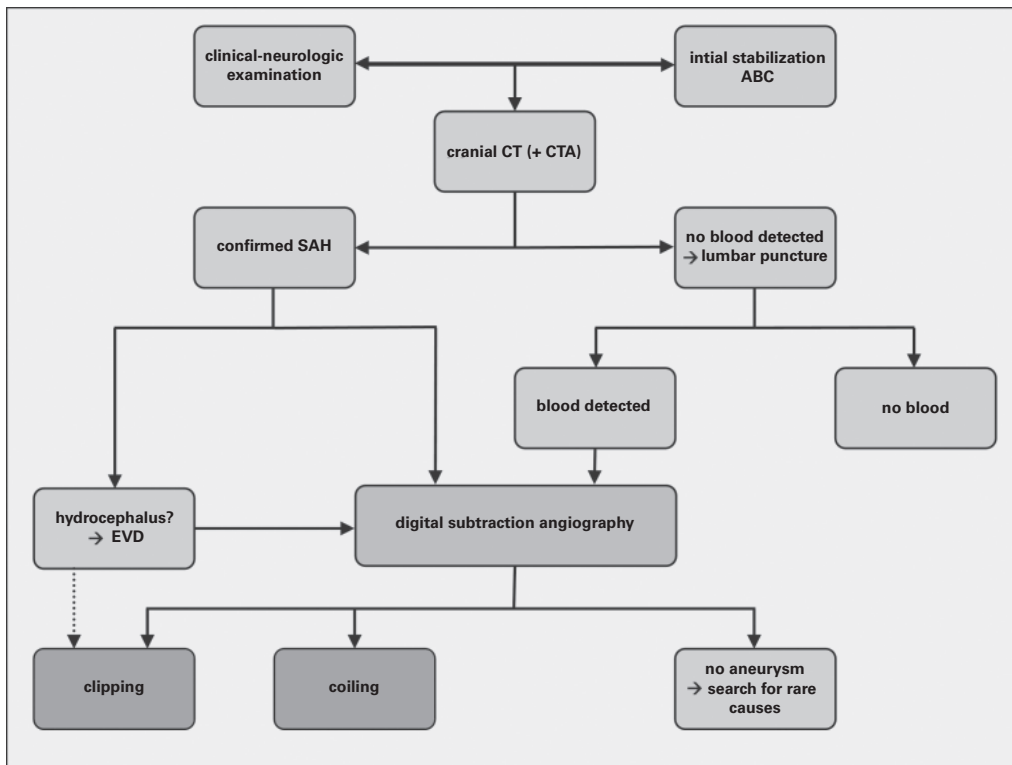 clinical-neurologic
examination
intial stabilization
ABC
cranial CT (+ CTA)
confirmed SAH
no blood detected
→ lumbar puncture
blood detected
no blood
hydrocephalus?
→ EVD
digital subtraction angiography
clipping
coiling
no aneurysm
→ search for rare
causes